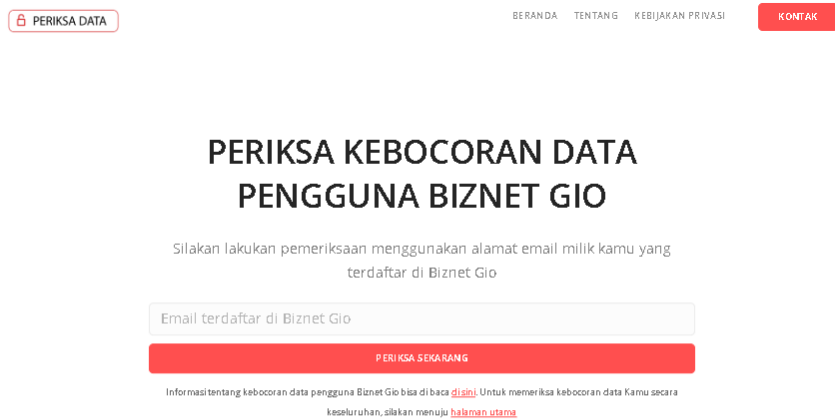 PERIKSA DATA
BERANDA TENTANG KEBIJAKAN PRIVASI KONTAK
PERIKSA KEBOCORAN DATA
PENGGUNA BIZNET GIO
Silakan lakukan pemeriksaan menggunakan alamat email milik kamu yang
terdaftar di Biznet Gio
Email terdaftar di Biznet Gio
PERIKSA SEKARANG
Informasi tentang kebocoran data pengguna Biznet Gio bisa di baca di sini. Untuk memeriksa kebocoran data Kamu secara
keseluruhan, silakan menuju halaman utama